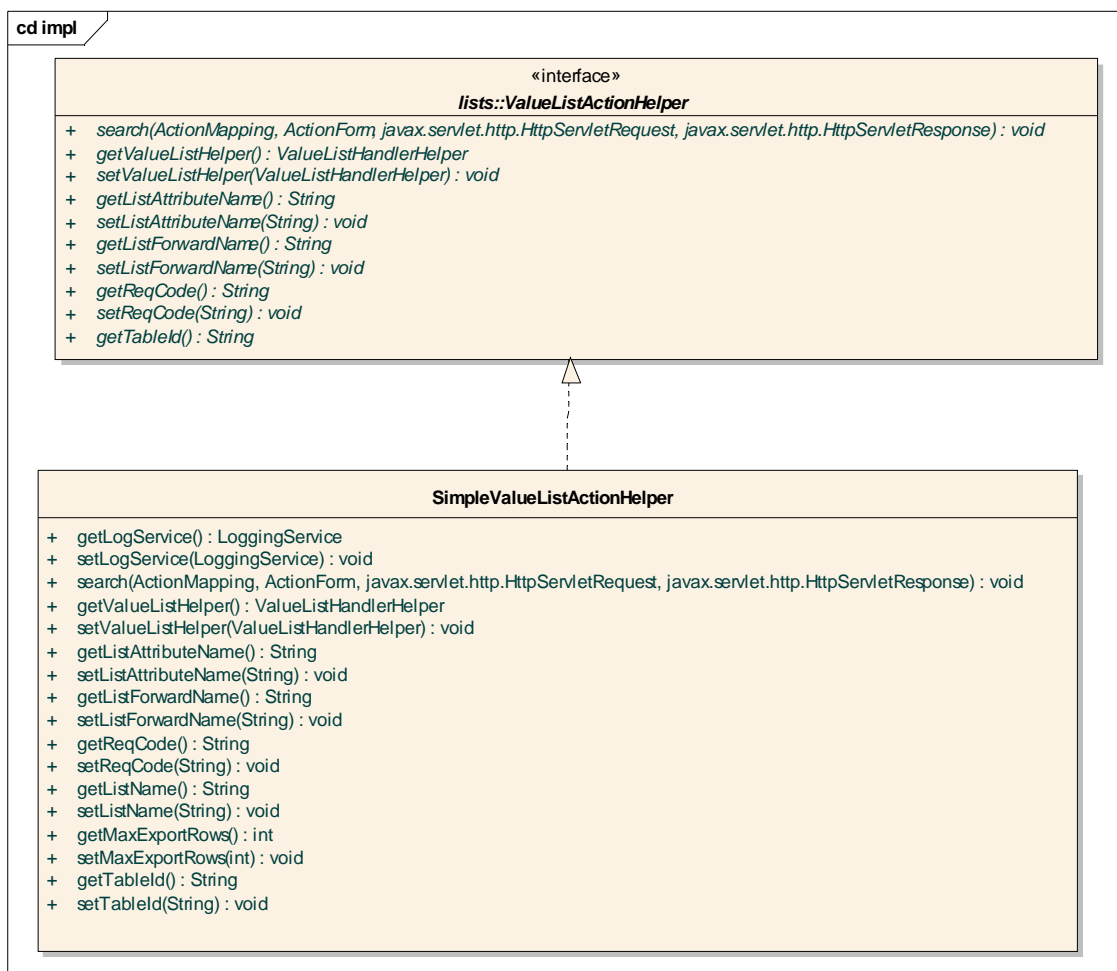 cd impl
«interface»
lists::ValueListActionHelper
+ search(ActionMapping, ActionForm, javax.servlet.http.HttpServletRequest, javax.servlet.http.HttpServletResponse) : void
+ getValueListHelper() : ValueListHandlerHelper
+ setValueListHelper(ValueListHandlerHelper) : void
+ getListAttributeName() : String
+ setListAttributeName(String) : void
+ getListForwardName() : String
+ setListForwardName(String) : void
+ getReqCode() : String
+ setReqCode(String) : void
+ getTableId() : String
SimpleValueListActionHelper
+ getLogService() : LoggingService
+ setLogService(LoggingService) : void
+ search(ActionMapping, ActionForm, javax.servlet.http.HttpServletRequest, javax.servlet.http.HttpServletResponse) : void
+ getValueListHelper() : ValueListHandlerHelper
+ setValueListHelper(ValueListHandlerHelper) : void
+ getListAttributeName() : String
+ setListAttributeName(String) : void
+ getListForwardName() : String
+ setListForwardName(String) : void
+ getReqCode() : String
+ setReqCode(String) : void
+ getListName() : String
+ setListName(String) : void
+ getMaxExportRows() : int
+ setMaxExportRows(int) : void
+ getTableId() : String
+ setTableId(String) : void